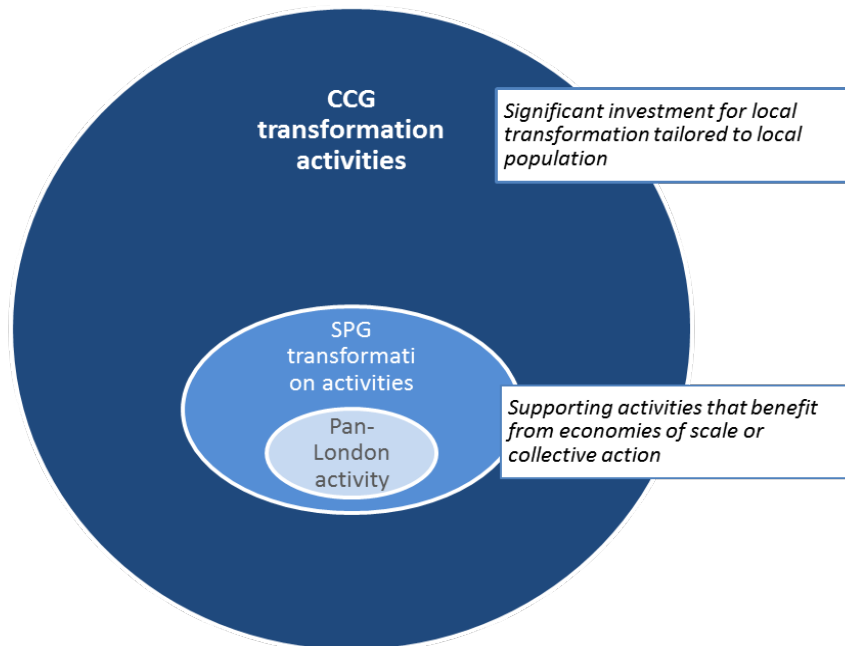 CCG
transformation
activities
Significant investment for local
transformation tailored to local
population
SPG
transformati
on activities
Supporting activities that benefit
from economies of scale or
collective action
Pan-
London
activity